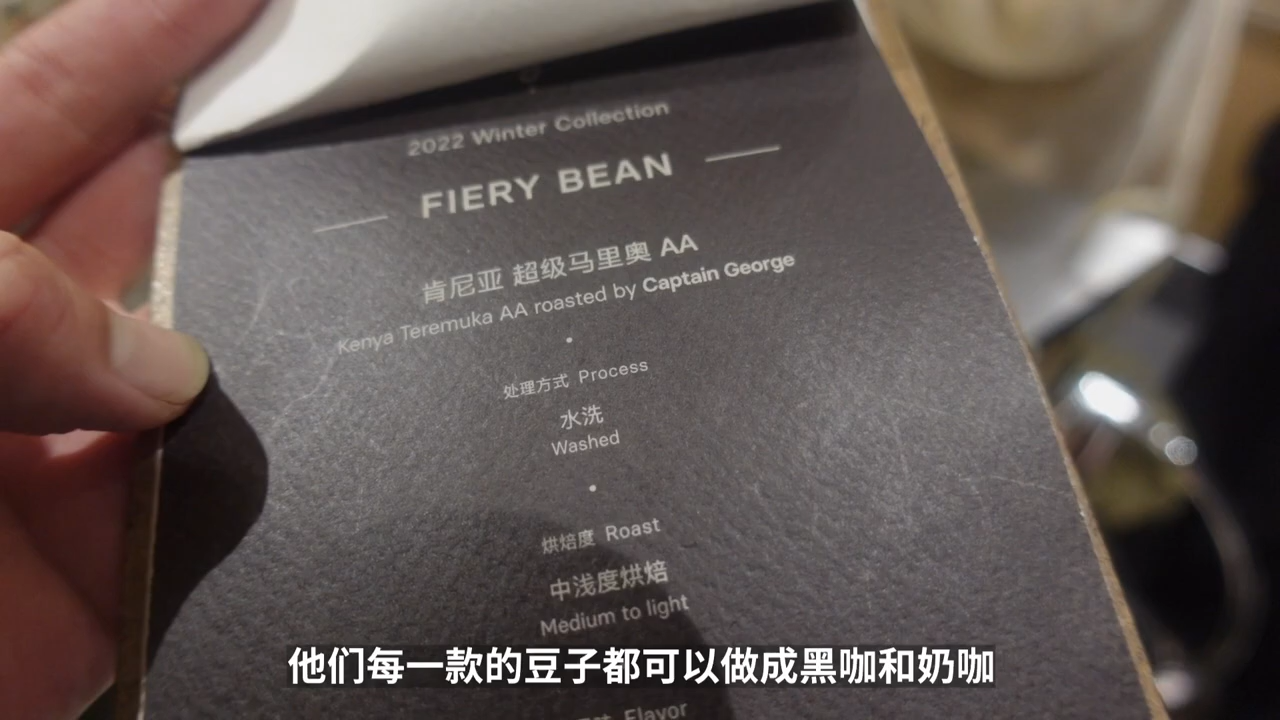 2022 Winter Collection
FIERY BEAN
肯尼亚 超级马里奥 AA
Kenya Teremuka AA roasted by Captain George
处理方式 Process
水洗
Washed
烘焙度 Roast
中浅度烘焙
Medium to light
他们每一款的豆子都可以做成黑咖和奶咖
Flavor